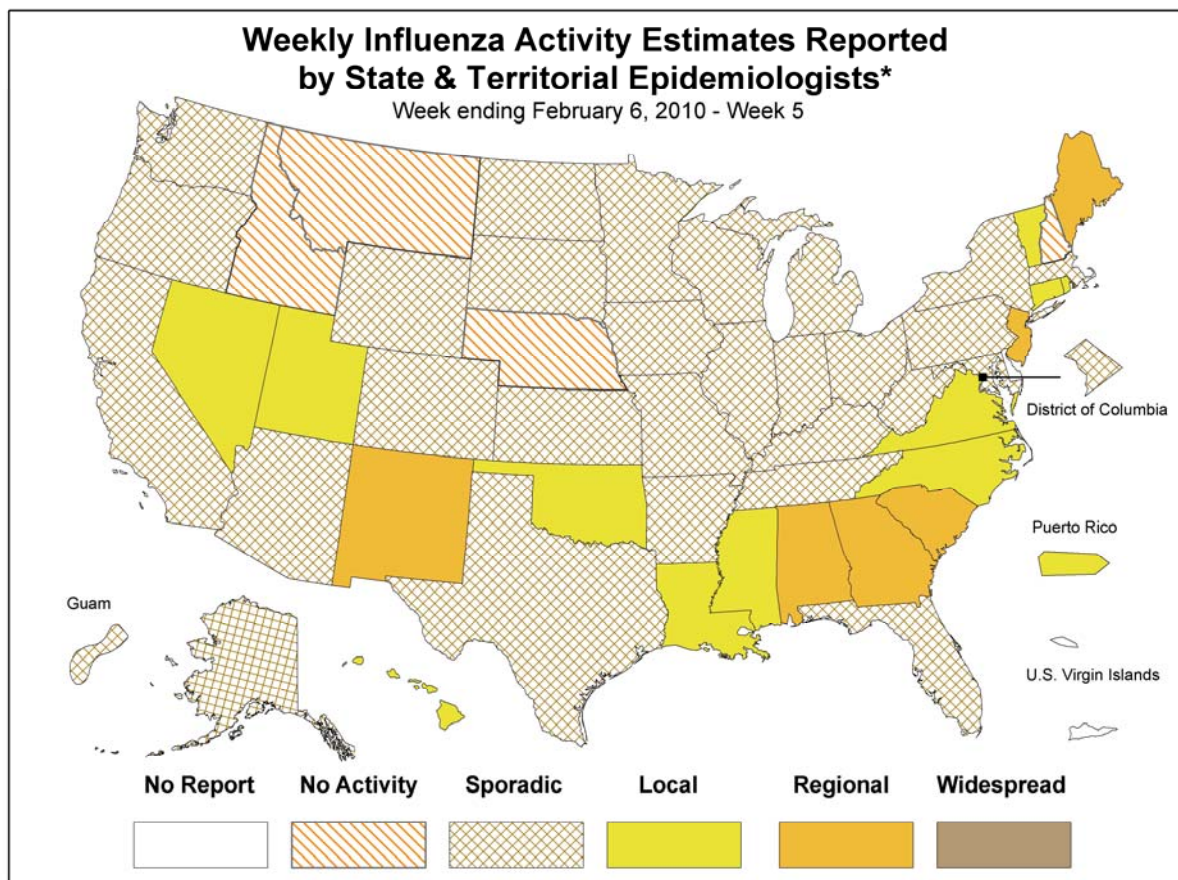 Weekly Influenza Activity Estimates Reported
by State & Territorial Epidemiologists*
Week ending February 6, 2010 - Week 5
District of Columbia
Puerto Rico
Guam
U.S. Virgin Islands
No Report No Activity Sporadic Local Regional Widespread